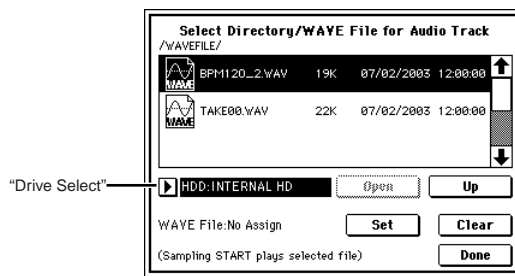 Select Directory/WAVE File for Audio Track
/WAVEFILE/
WAVE BPM120_2.WAV 19K 07/02/2003 12:00:00
WAVE TAKE00.WAV 22K 07/02/2003 12:00:00
"Drive Select" HDD:INTERNAL HD Open Up
WAVE File:No Assign Set Clear
(Sampling START plays selected file) Done